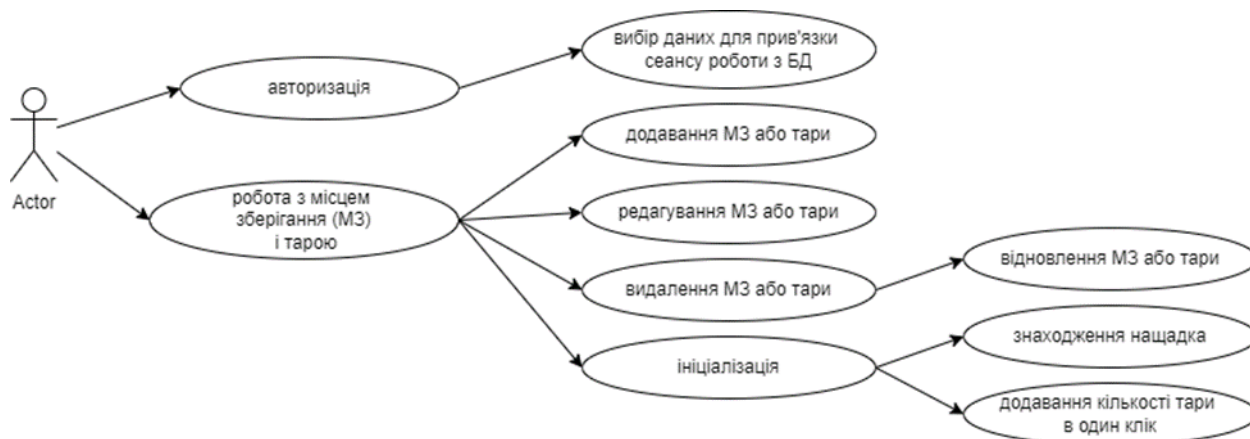 вибір даних для прив'язки
сеансу роботи з БД
авторизація
додавання МЗ або тари
Actor
робота з місцем
зберігання (МЗ)
і тарою
редагування МЗ або тари
видалення МЗ або тари
відновлення МЗ або тари
ініціалізація
знаходження нащадка
додавання кількості тари
в один клік